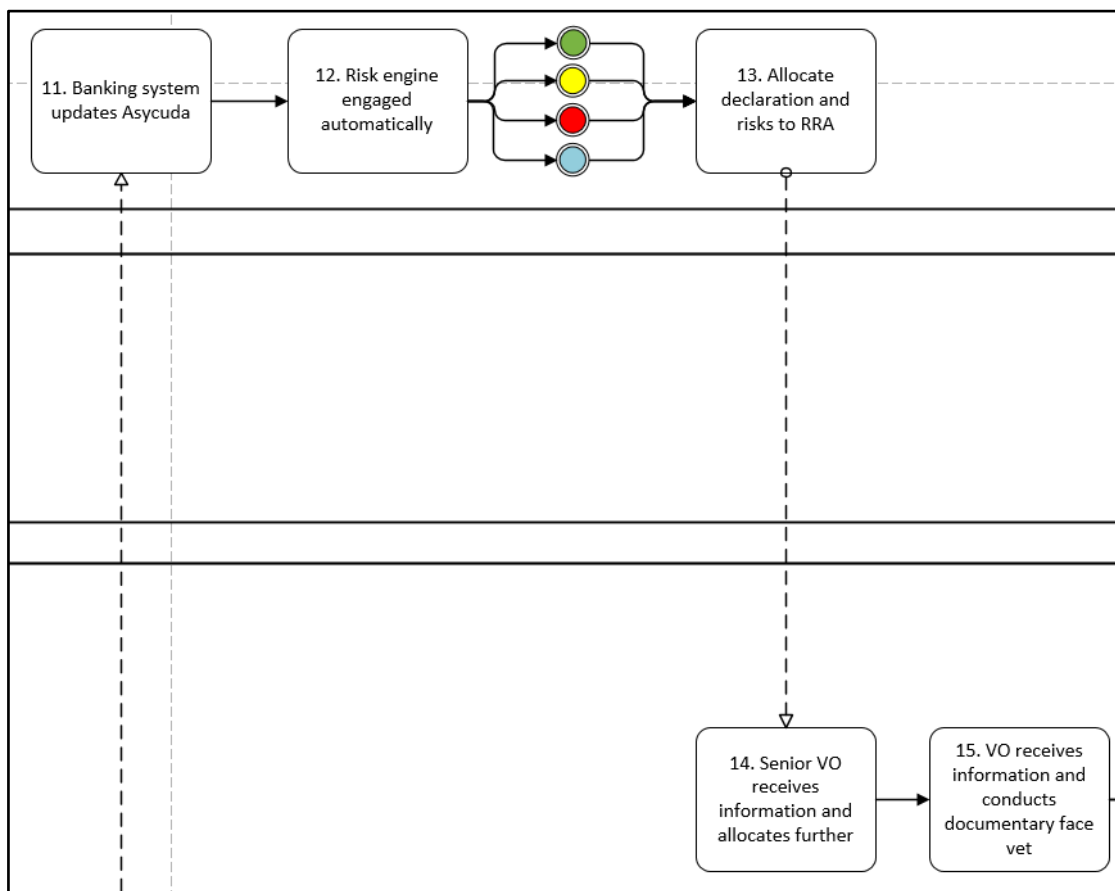 11. Banking system
updates Asycuda
12. Risk engine
engaged
automatically
13. Allocate
declaration and
risks to RRA
14. Senior VO
receives
information and
allocates further
15. VO receives
information and
conducts
documentary face
vet